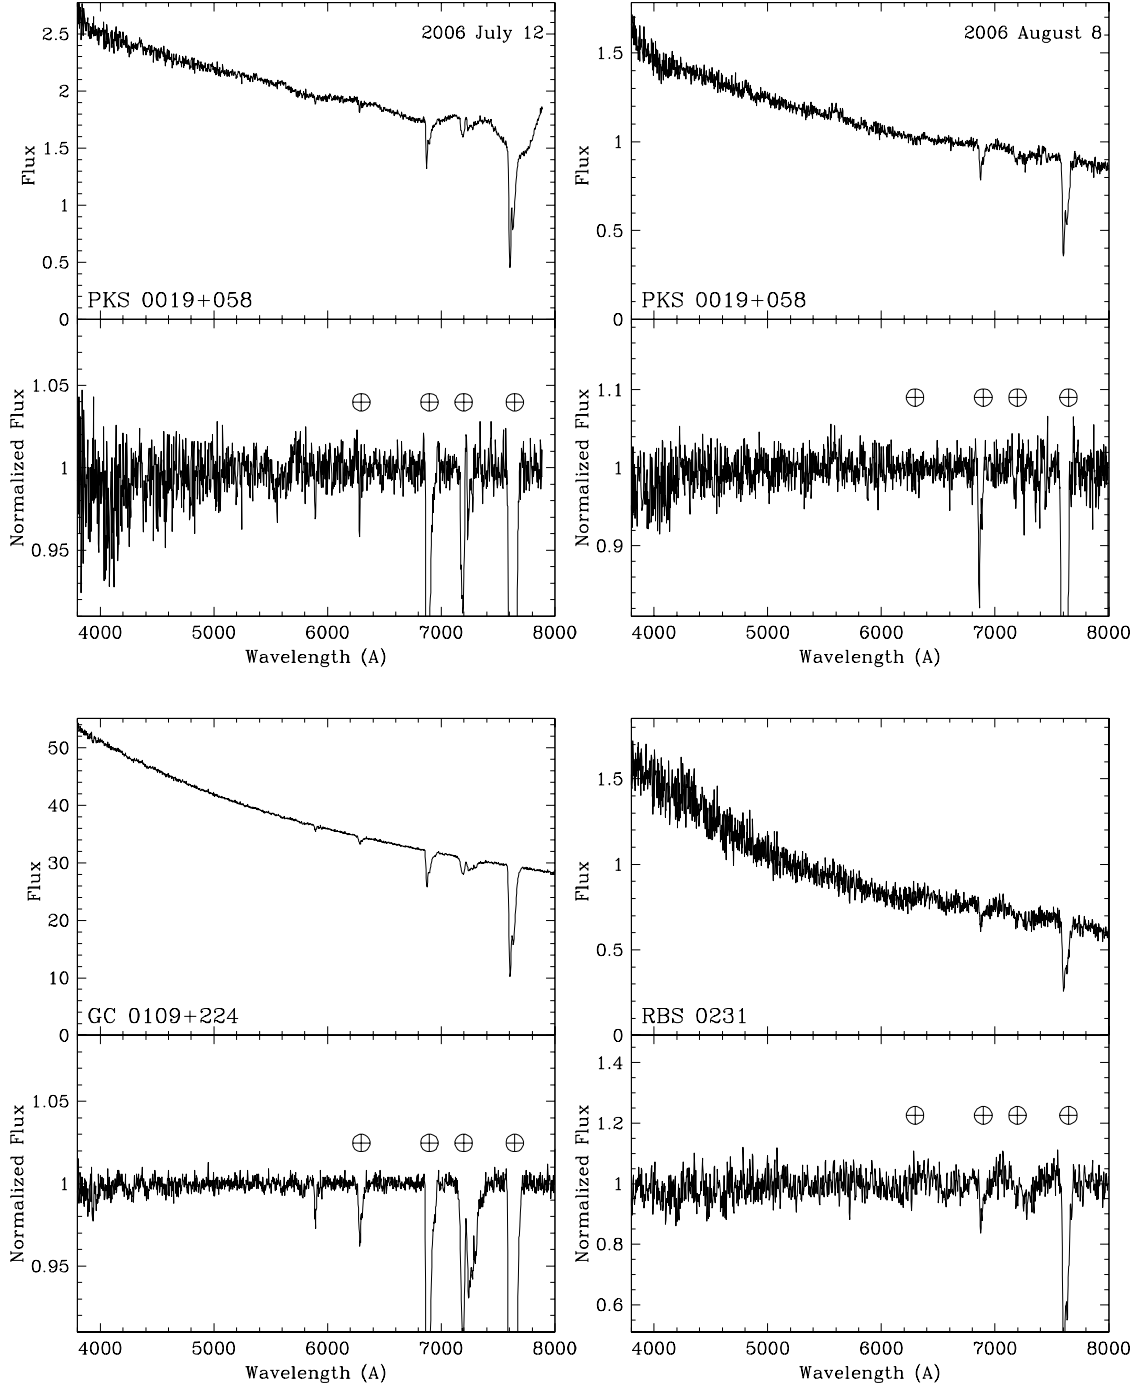 2.5
2
1.5
1
0.5
0
Flux
2006 July 12
PKS 0019+058
1.05
1
0.95
Normalized Flux
4000 5000 6000 7000 8000
Wavelength (A)
1.5
1
0.5
0
Flux
2006 August 8
PKS 0019+058
1.1
1
0.9
Normalized Flux
4000 5000 6000 7000 8000
Wavelength (A)
50
40
30
20
10
0
Flux
GC 0109+224
1.05
1
0.95
Normalized Flux
4000 5000 6000 7000 8000
Wavelength (A)
1.5
1
0.5
0
Flux
RBS 0231
1.4
1.2
1
0.8
0.6
Normalized Flux
4000 5000 6000 7000 8000
Wavelength (A)